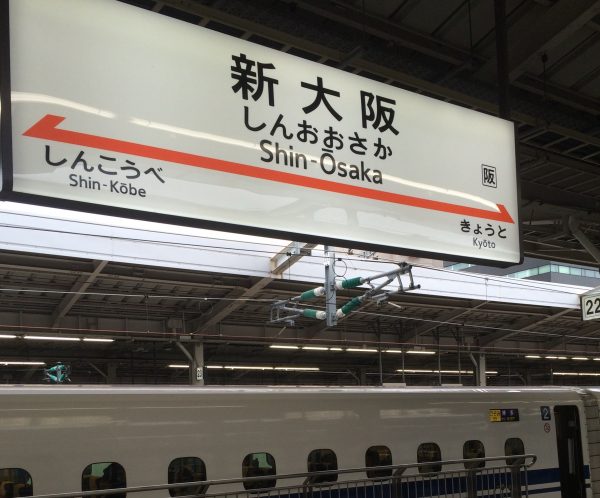 新大阪
しんおおさか
Shin-Ōsaka
阪
しんこうべ
Shin-Kōbe
きょうと
Kyōto
22
2